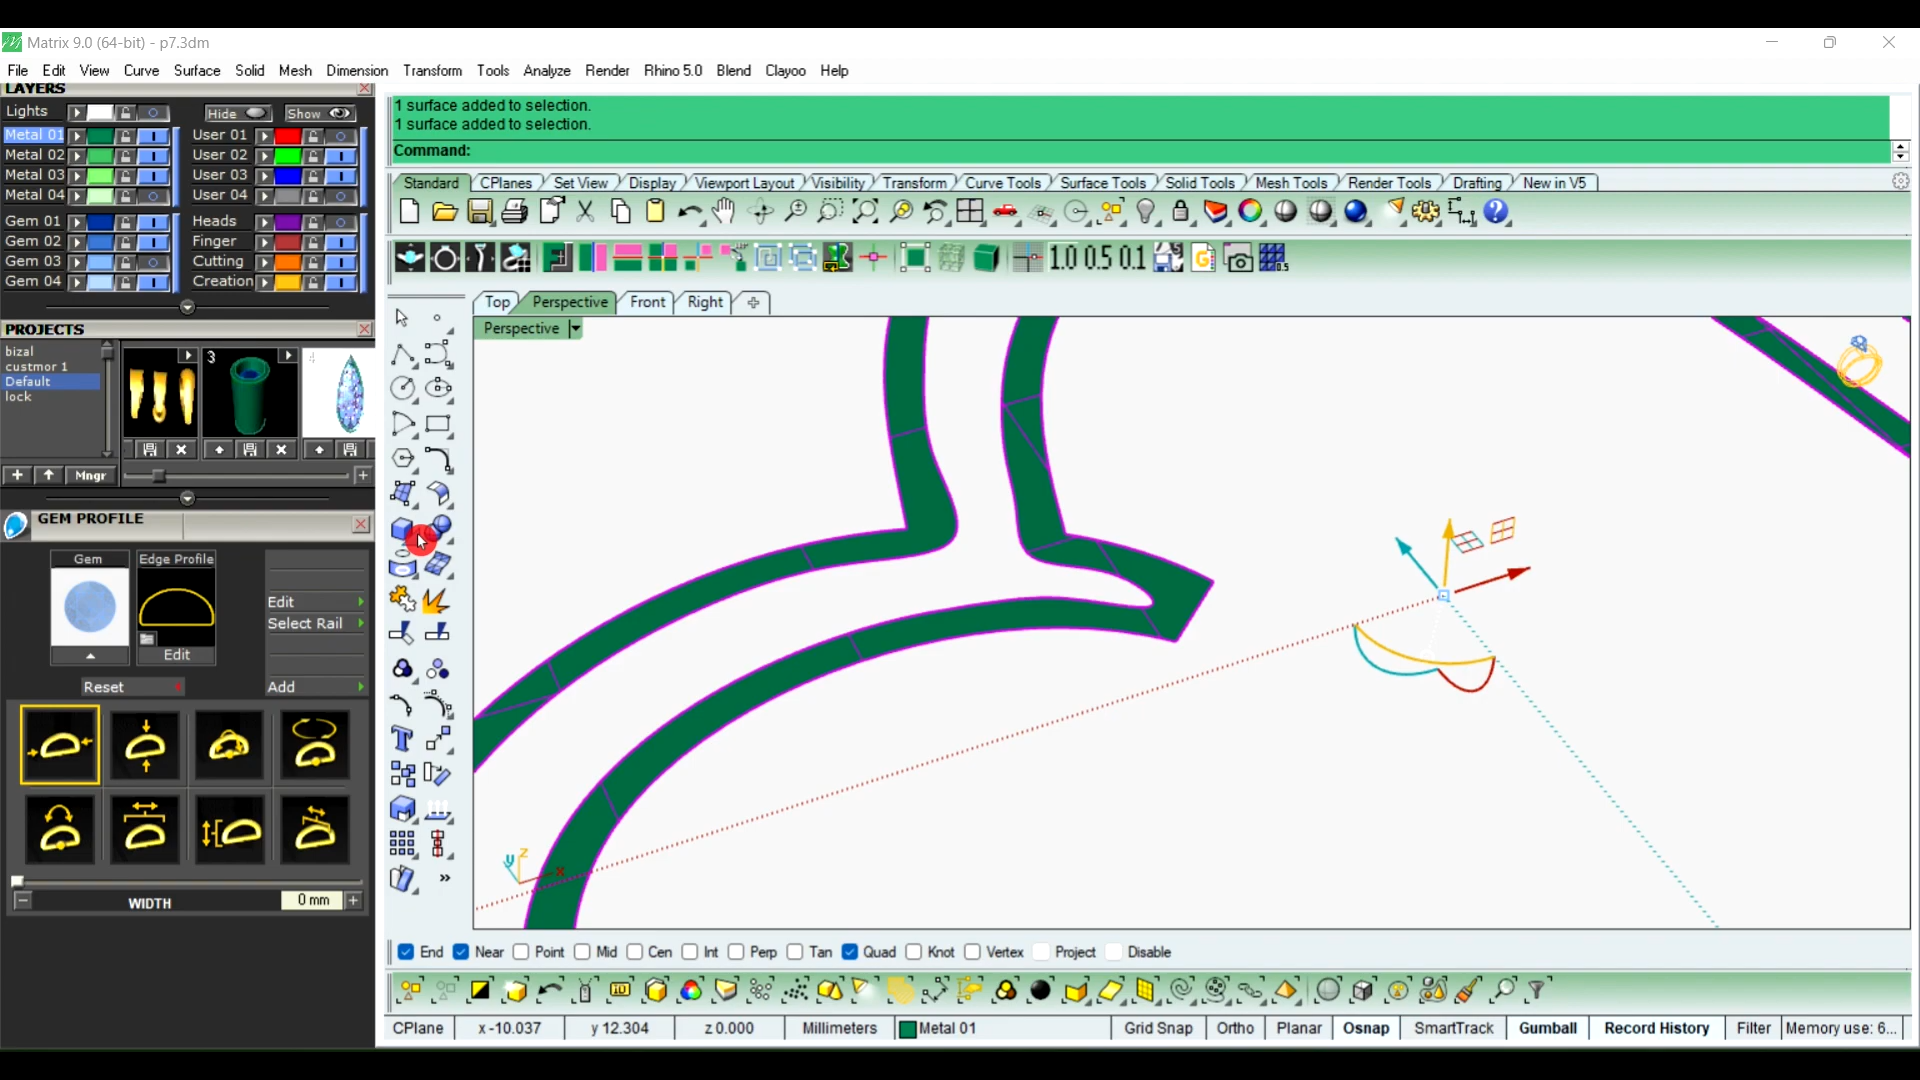 Matrix 9.0 (64-bit) - p7.3dm
File Edit View Curve Surface Solid Mesh Dimension Transform Tools Analyze Render Rhino 5.0 Blend Clayoo Help
LAYERS
Lights Hide Show
Metal 01 User 01
Metal 02 User 02
Metal 03 User 03
Metal 04 User 04
Gem 01 Heads
Gem 02 Finger
Gem 03 Cutting
Gem 04 Creation
PROJECTS
bizal
custmor 1
Default
lock
3
4
Mngr
GEM PROFILE
Gem Edge Profile
Edit
Select Rail
Edit
Reset Add
WIDTH 0 mm
1 surface added to selection.
1 surface added to selection.
Command:
Standard CPlanes Set View Display Viewport Layout Visibility Transform Curve Tools Surface Tools Solid Tools Mesh Tools Render Tools Drafting New in V5
1.0 0.5 0.1
Top Perspective Front Right
Perspective
z
y
x
End Near Point Mid Cen Int Perp Tan Quad Knot Vertex Project Disable
CPlane x -10.037 y 12.304 z 0.000 Millimeters Metal 01 Grid Snap Ortho Planar Osnap SmartTrack Gumball Record History Filter Memory use: 6...